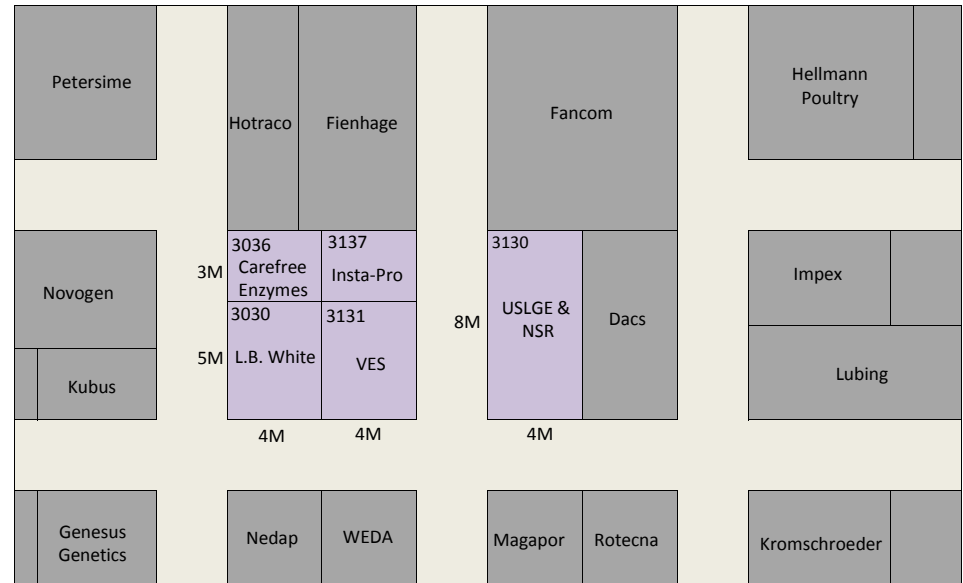 Petersime
Hotraco
Fienhage
Fancom
Hellmann
Poultry
3036
Carefree
Enzymes
3137
Insta-Pro
3130
USLGE &
NSR
Dacs
Impex
Novogen
3M
3030
L.B. White
3131
VES
8M
5M
Kubus
Lubing
4M
4M
4M
Genesus
Genetics
Nedap
WEDA
Magapor
Rotecna
Kromschroeder